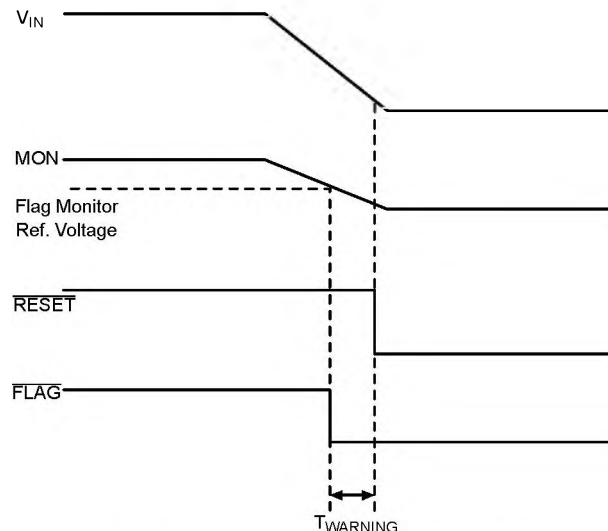 VIN
MON
Flag Monitor
Ref. Voltage
RESET
FLAG
TWARNING